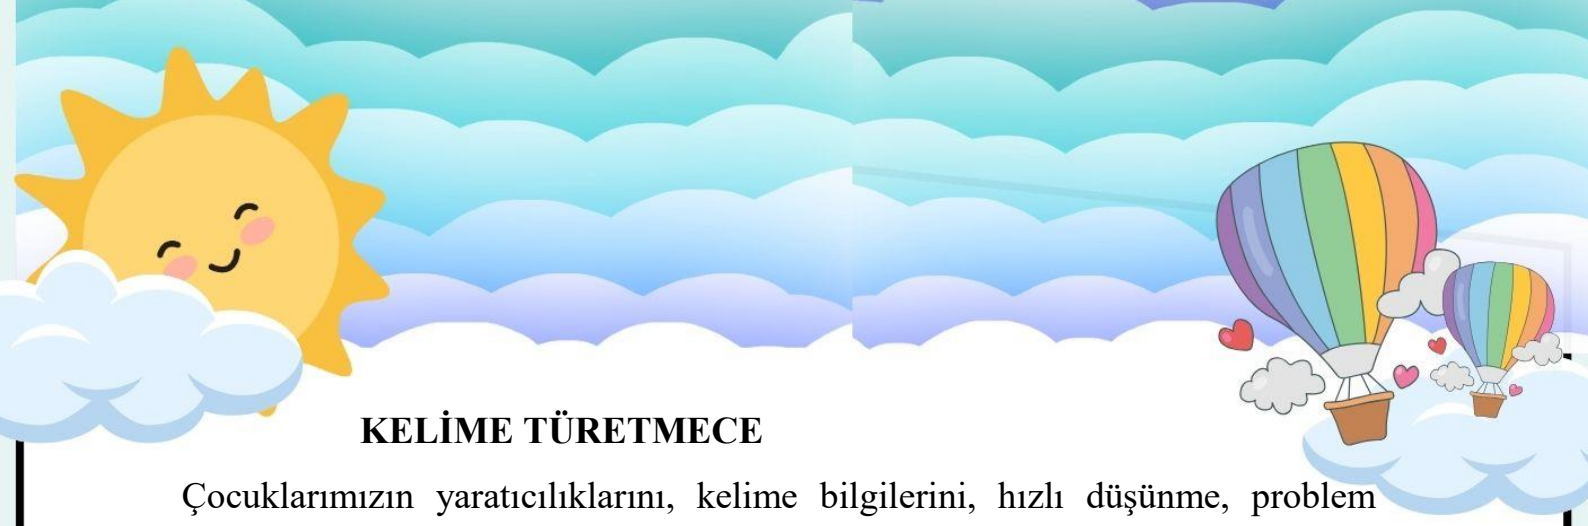 KELİME TÜRETMECE
Çocuklarımızın yaratıcılıklarını, kelime bilgilerini, hızlı düşünme, problem